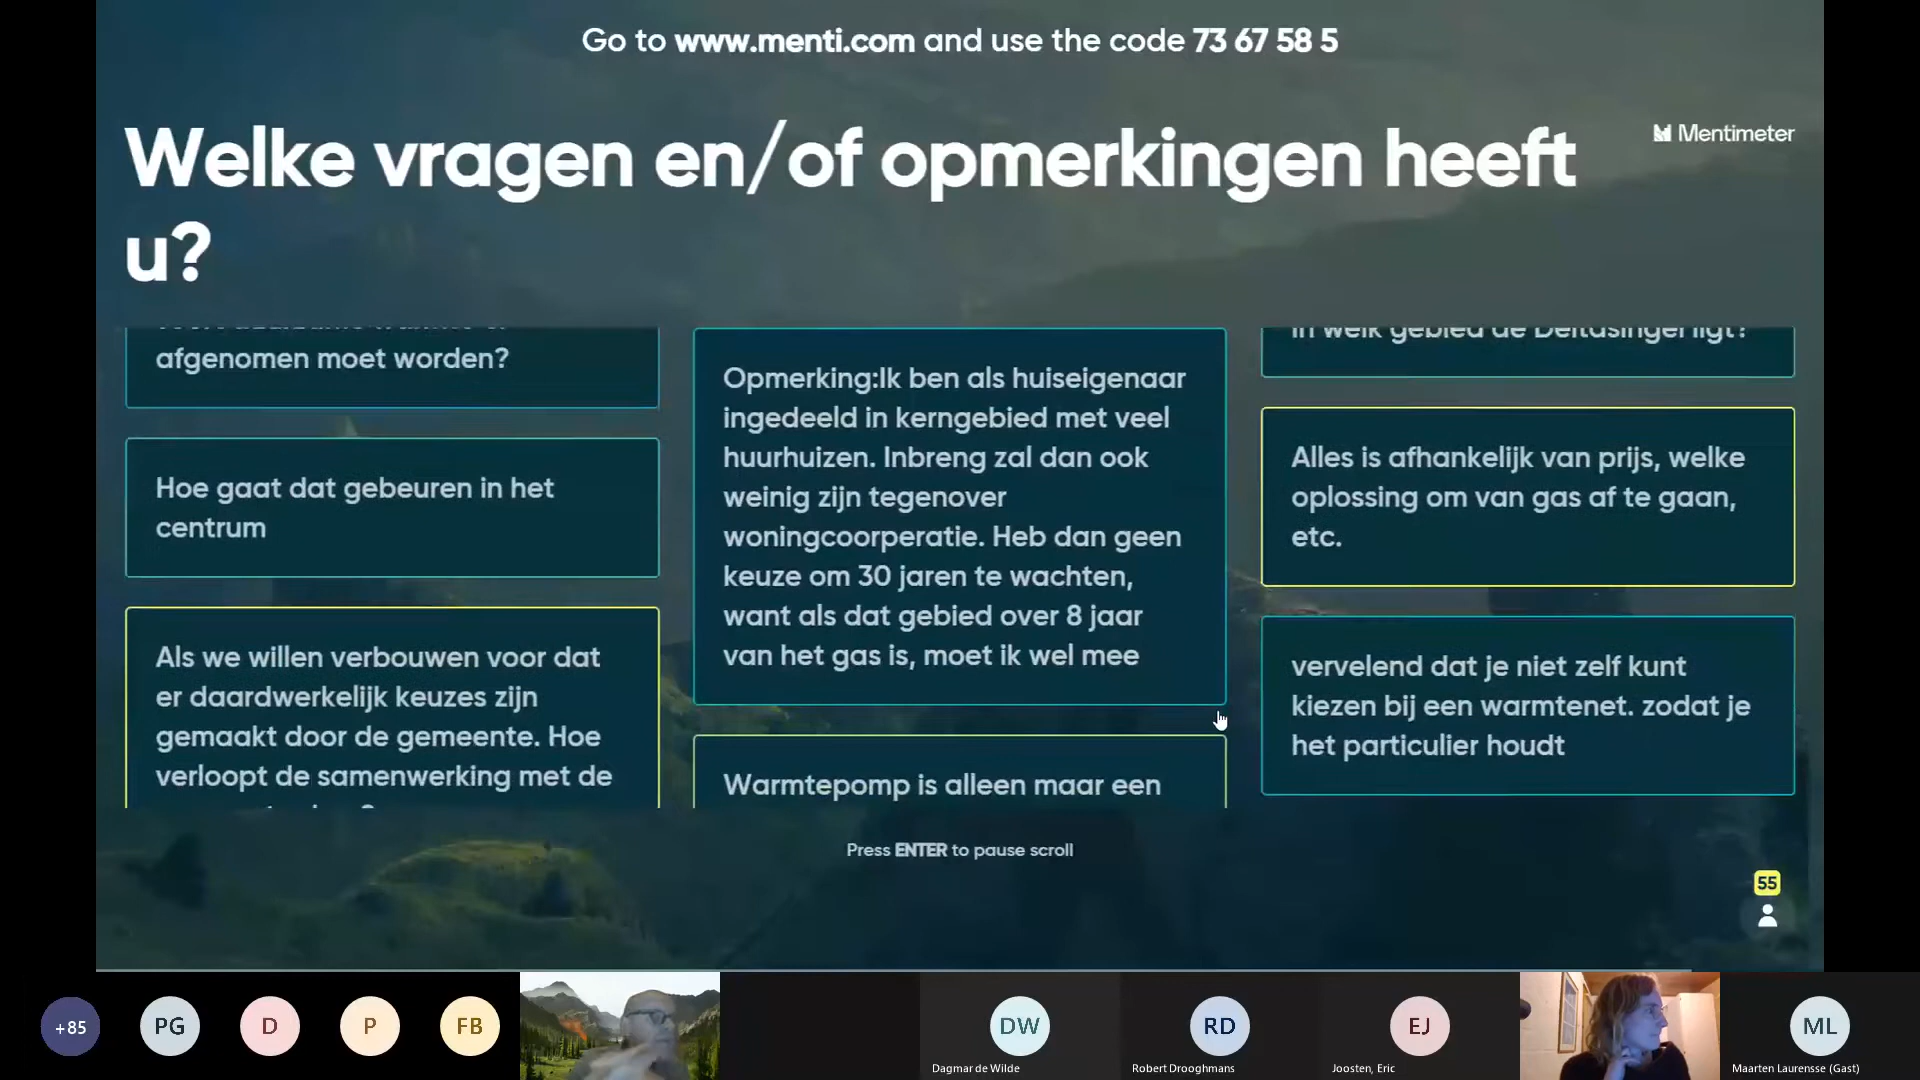 Go to www.menti.com and use the code 73 67 58 5
Mentimeter
Welke vragen en/of opmerkingen heeft
u?
afgenomen moet worden?
Hoe gaat dat gebeuren in het
centrum
Als we willen verbouwen voor dat
er daardwerkelijk keuzes zijn
gemaakt door de gemeente. Hoe
verloopt de samenwerking met de
Opmerking:Ik ben als huiseigenaar
ingedeeld in kerngebied met veel
huurhuizen. Inbreng zal dan ook
weinig zijn tegenover
woningcoorperatie. Heb dan geen
keuze om 30 jaren te wachten,
want als dat gebied over 8 jaar
van het gas is, moet ik wel mee
Warmtepomp is alleen maar een
in welk gebied de Deltasingel ligt?
Alles is afhankelijk van prijs, welke
oplossing om van gas af te gaan,
etc.
vervelend dat je niet zelf kunt
kiezen bij een warmtenet. zodat je
het particulier houdt
Press ENTER to pause scroll
55
+85
PG
D
P
FB
DW
Dagmar de Wilde
RD
Robert Drooghmans
EJ
Joosten, Eric
ML
Maarten Laurensse (Gast)